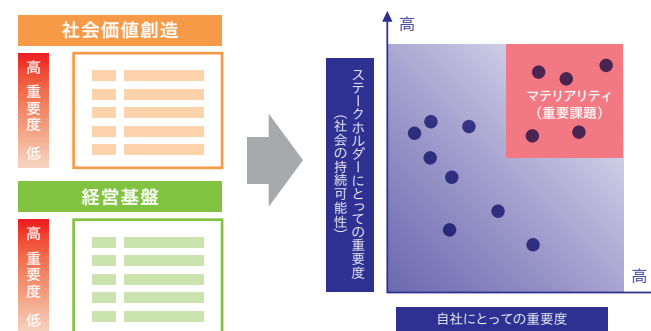 社会価値創造
高
重要度
低
経営基盤
高
重要度
低
高
ステークホルダーにとっての重要度
（社会の持続可能性）
マテリアリティ
（重要課題）
高
自社にとっての重要度